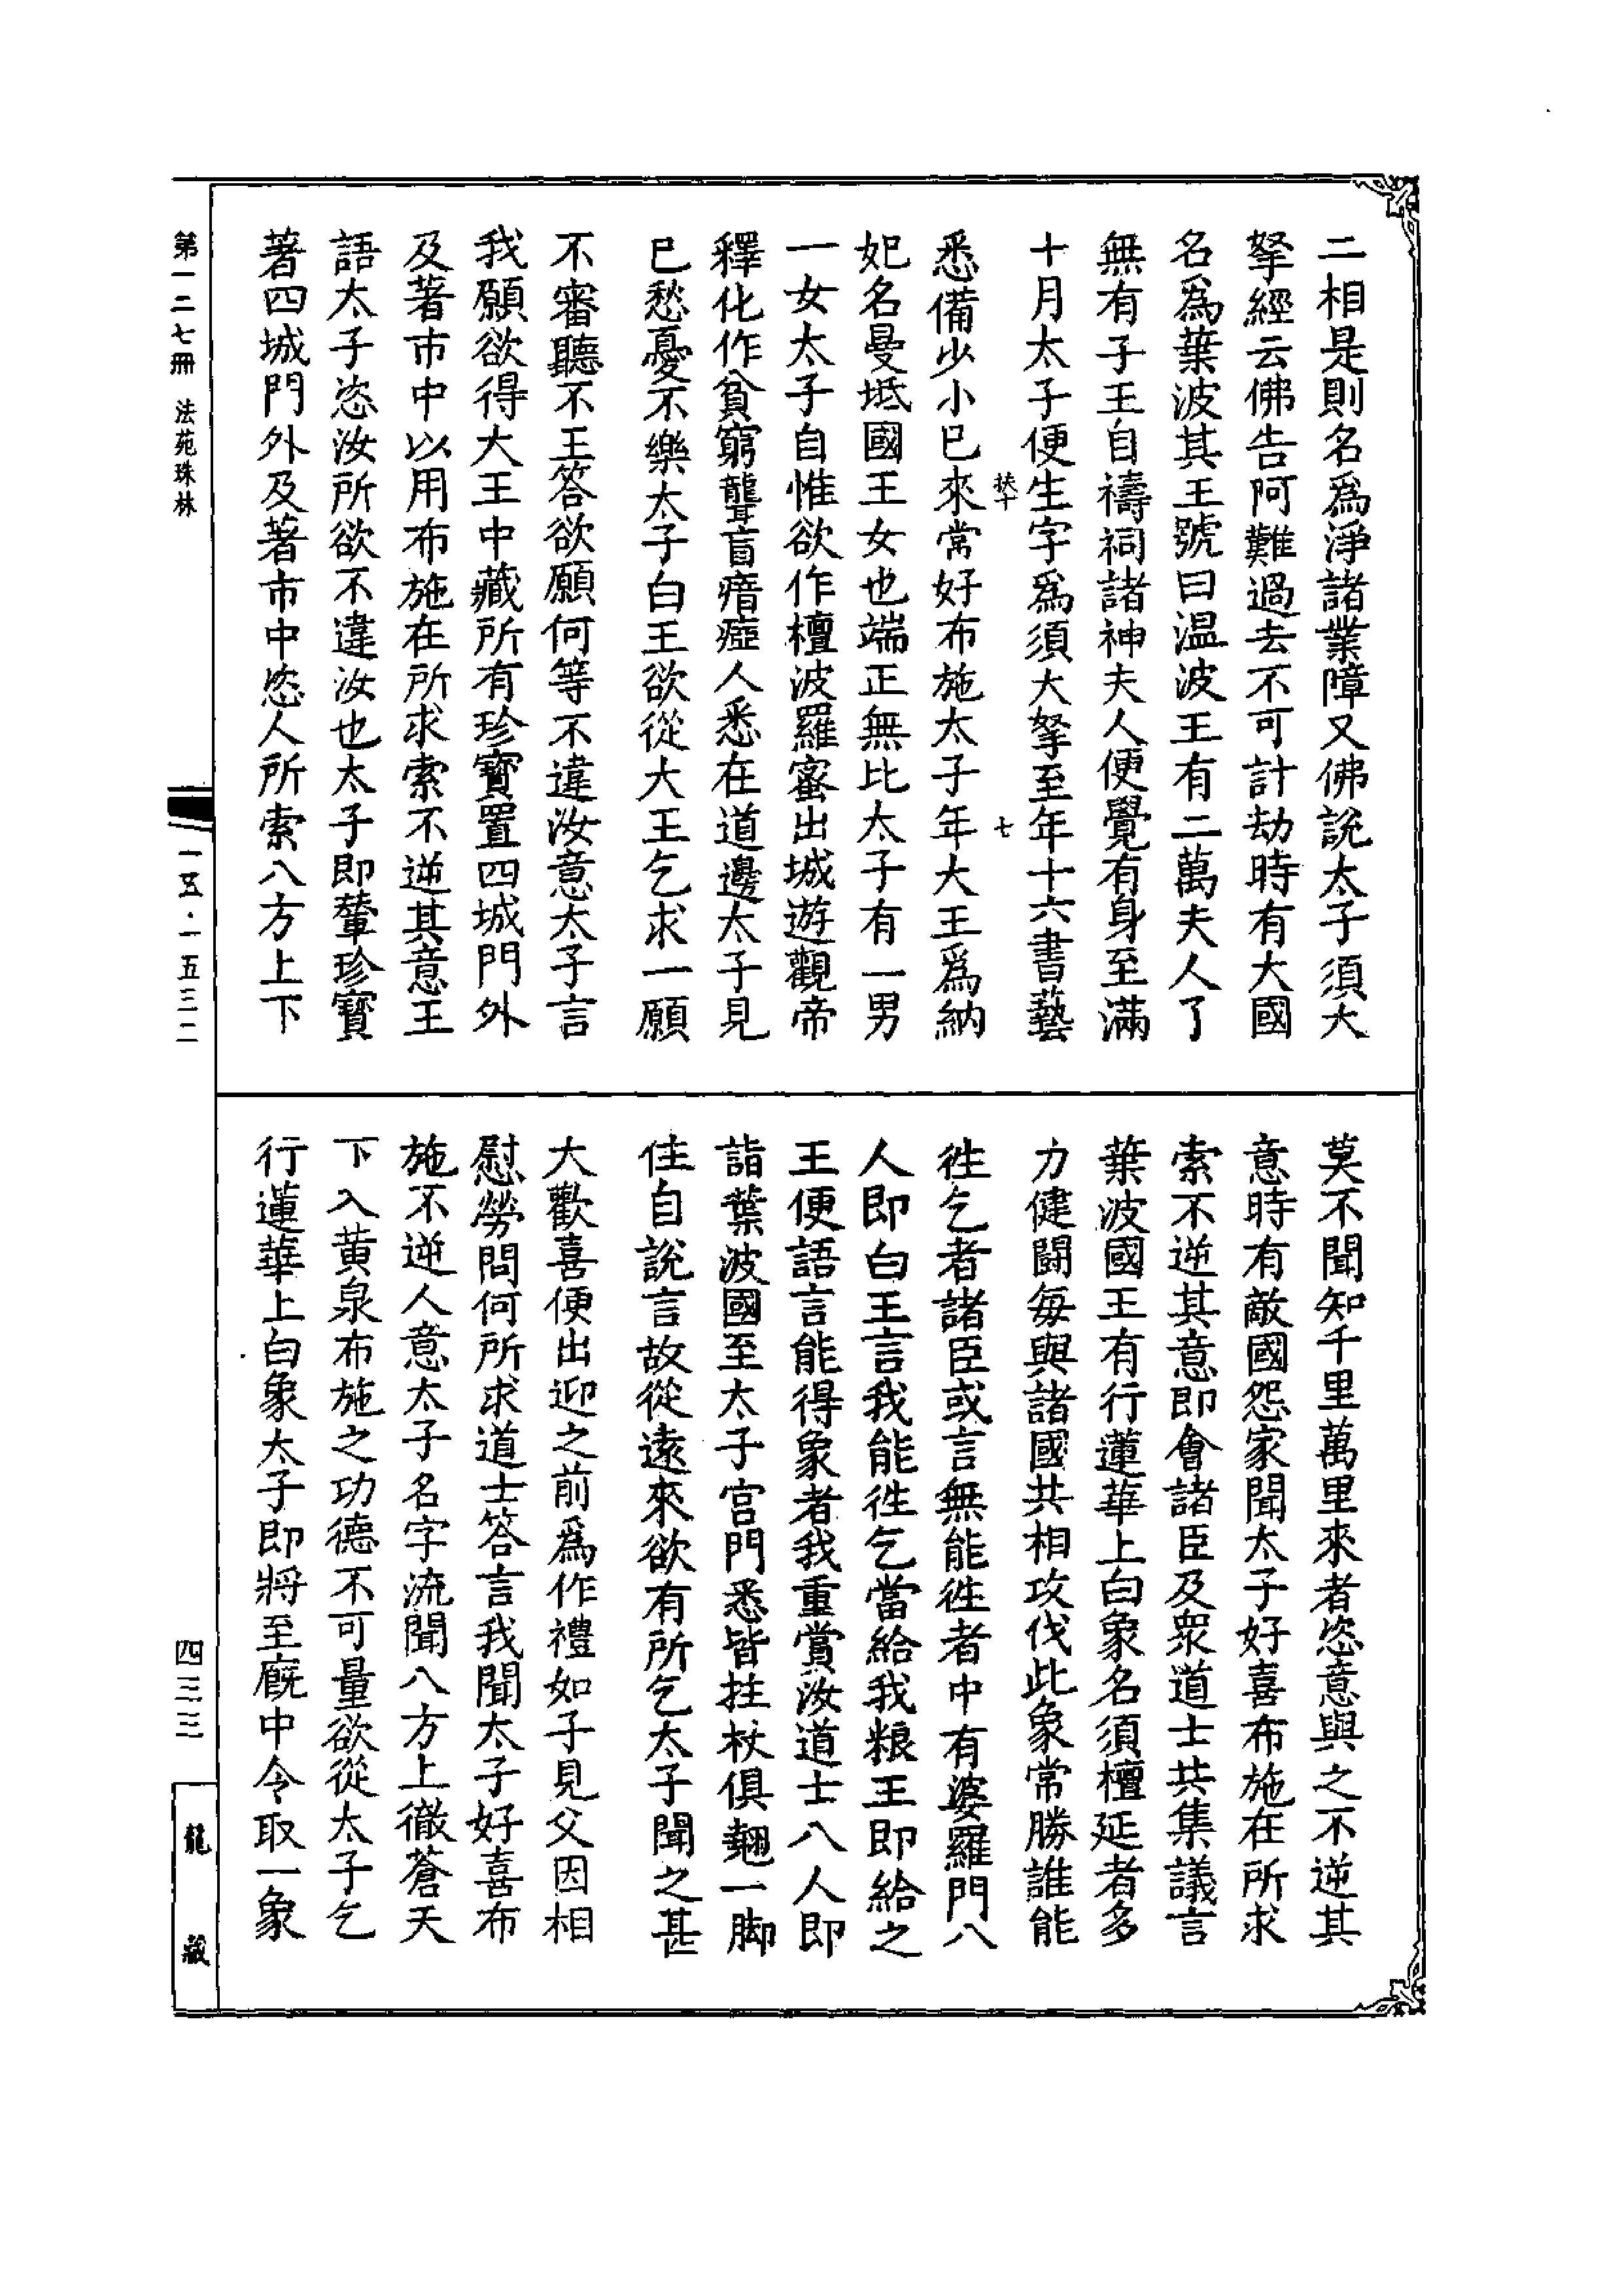 二相是則名爲淨諸業障又佛說太子須大
拏經云佛告阿難過去不可計劫時有大國
名爲葉波其王號曰溫波王有二萬夫人了
無有子王自禱祠諸神夫人便覺有身至滿
十月太子便生字爲須大拏至年十六書藝
扶十
七
悉備少小已來常好布施太子年大王爲納
妃名曼坻國王女也端正無比太子有一男
一女太子自惟欲作檀波羅蜜出城遊觀帝
釋化作貧窮聾盲瘖瘂人悉在道邊太子見
已愁憂不樂太子白王欲從大王乞求一願
不審聽不王答欲願何等不違汝意太子言
我願欲得大王中藏所有珍寶置四城門外
及著市中以用布施在所求索不逆其意王
語太子恣汝所欲不違汝也太子即輦珍寶
著四城門外及著市中恣人所索八方上下
莫不聞知千里萬里來者恣意與之不逆其
意時有敵國怨家聞太子好喜布施在所求
索不逆其意即會諸臣及衆道士共集議言
葉波國王有行蓮華上白象名須檀延者多
力健鬪每與諸國共相攻伐此象常勝誰能
徃乞者諸臣或言無能徃者中有婆羅門八
人即白王言我能徃乞當給我粮王即給之
王便語言能得象者我重賞汝道士八人即
詣葉波國至太子宮門悉皆拄杖俱翹一脚
住自說言故從遠來欲有所乞太子聞之甚
大歡喜便出迎之前爲作禮如子見父因相
慰勞問何所求道士答言我聞太子好喜布
施不逆人意太子名字流聞八方上徹蒼天
下入黃泉布施之功德不可量欲從太子乞
行蓮華上白象太子即將至廐中令取一象
第一二七冊 法苑珠林
一五·一五三二
四三三
龍藏